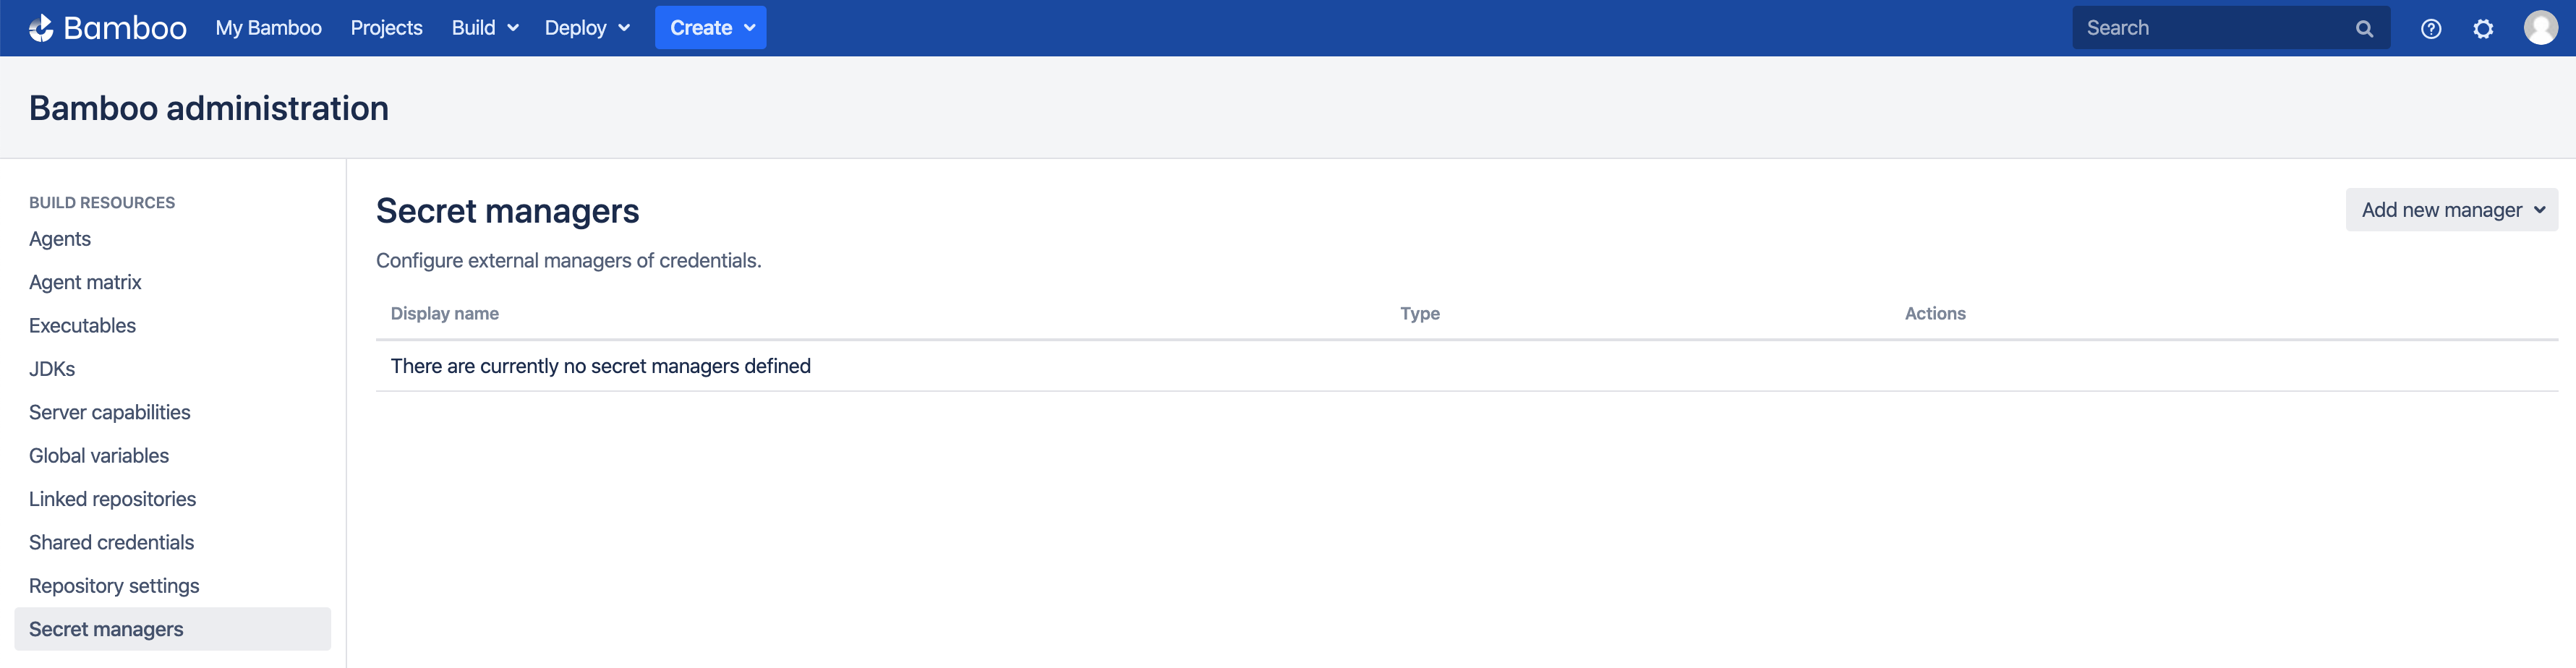 Bamboo My Bamboo Projects Build Deploy Create Search
Bamboo administration
BUILD RESOURCES
Agents
Agent matrix
Executables
JDKs
Server capabilities
Global variables
Linked repositories
Shared credentials
Repository settings
Secret managers
Secret managers
Add new manager
Configure external managers of credentials.
Display name Type Actions
There are currently no secret managers defined